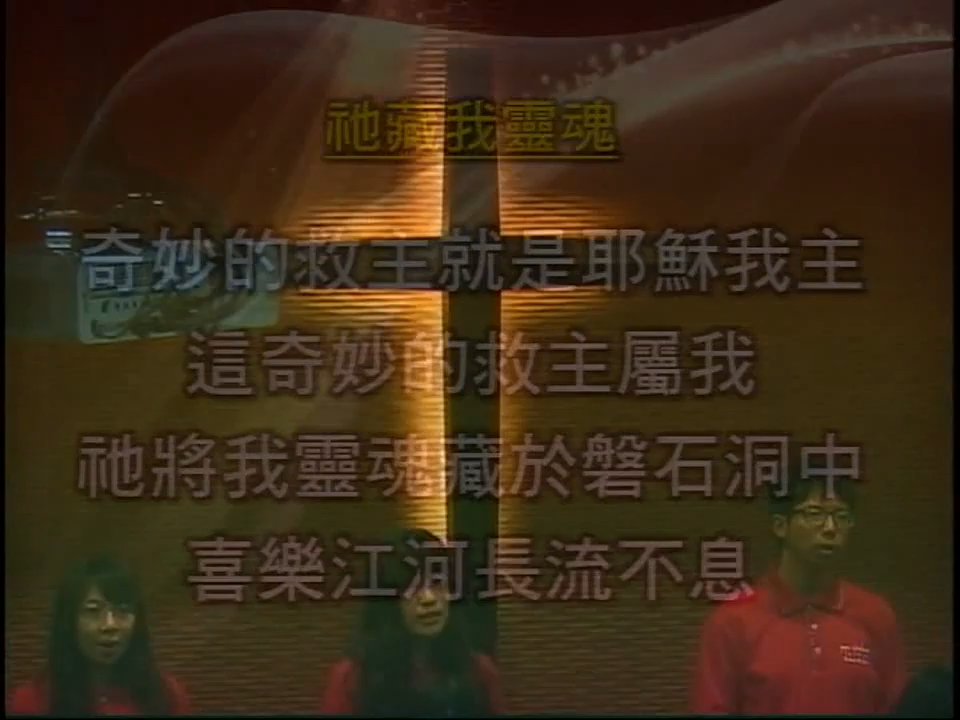 祂藏我靈魂
奇妙的救主就是耶穌我主
這奇妙的救主屬我
祂將我靈魂藏於磐石洞中
喜樂江河長流不息